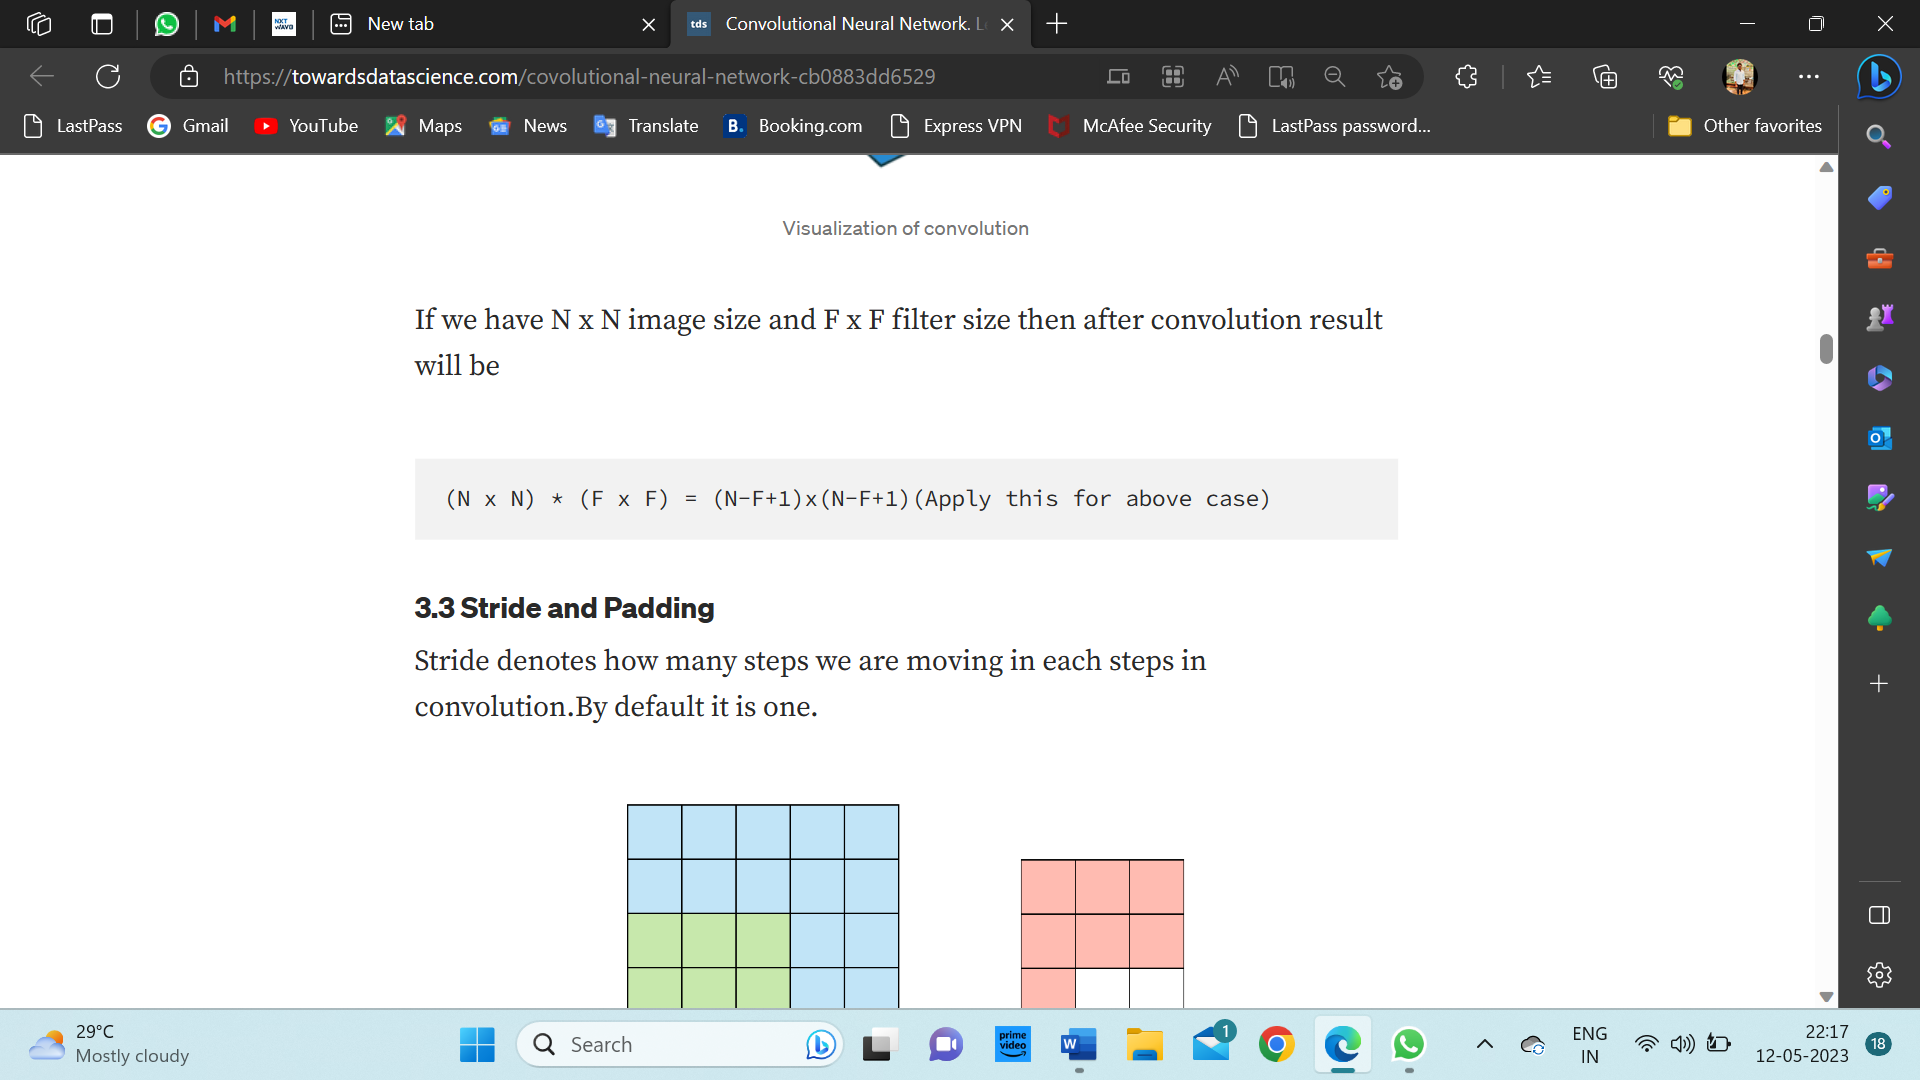 New tab
tds
Convolutional Neural Network. L
https://towardsdatascience.com/covolutional-neural-network-cb0883dd6529
LastPass
Gmail
YouTube
Maps
News
Translate
B.
Booking.com
Express VPN
McAfee Security
LastPass password...
Other favorites
Visualization of convolution
If we have N x N image size and F x F filter size then after convolution result
will be
(N x N) * (F x F) = (N-F+1)x(N-F+1)(Apply this for above case)
3.3 Stride and Padding
Stride denotes how many steps we are moving in each steps in
convolution.By default it is one.
29°C
Mostly cloudy
Search
prime
video
W
1
ENG
IN
22:17
12-05-2023
18